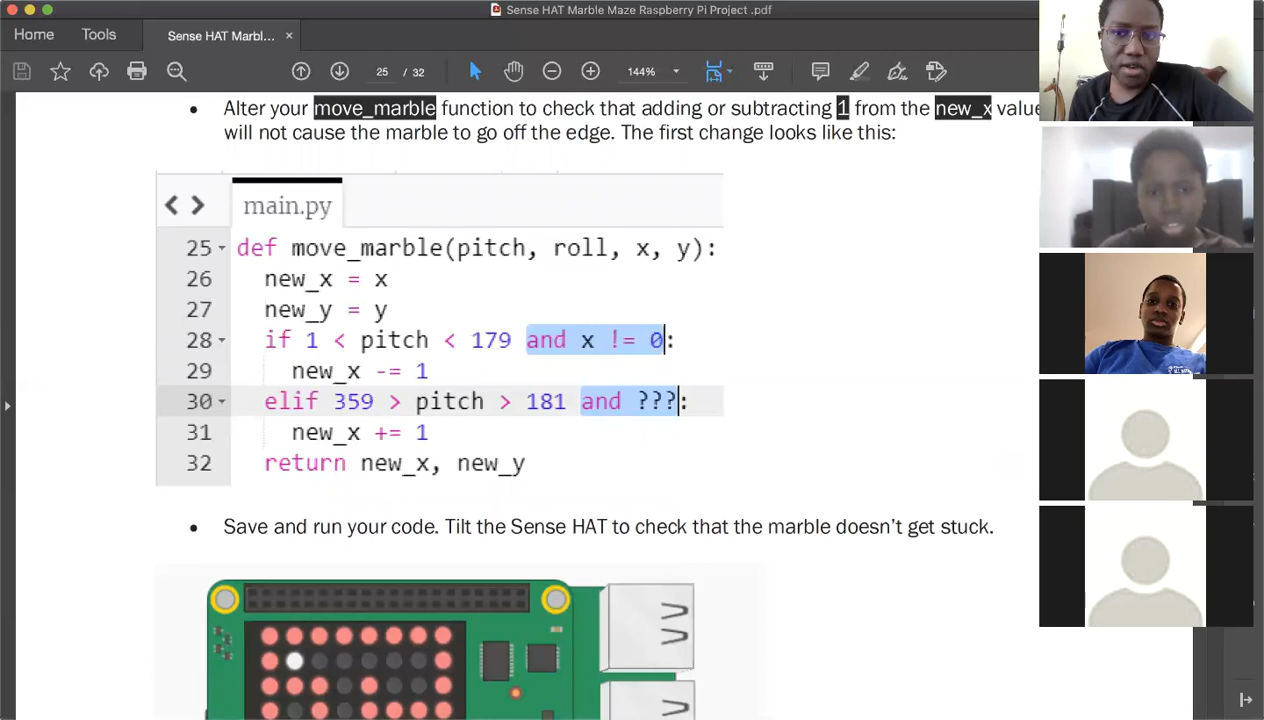 Sense HAT Marble Maze Raspberry Pi Project .pdf
Home
Tools
Sense HAT Marbl... ×
25 / 32
144%
• Alter your move_marble function to check that adding or subtracting 1 from the new_x value
will not cause the marble to go off the edge. The first change looks like this:
main.py
25 def move_marble(pitch, roll, x, y):
26 new_x = x
27 new_y = y
28 if 1 < pitch < 179 and x != 0:
29 new_x -= 1
30 elif 359 > pitch > 181 and ???:
31 new_x += 1
32 return new_x, new_y
• Save and run your code. Tilt the Sense HAT to check that the marble doesn't get stuck.